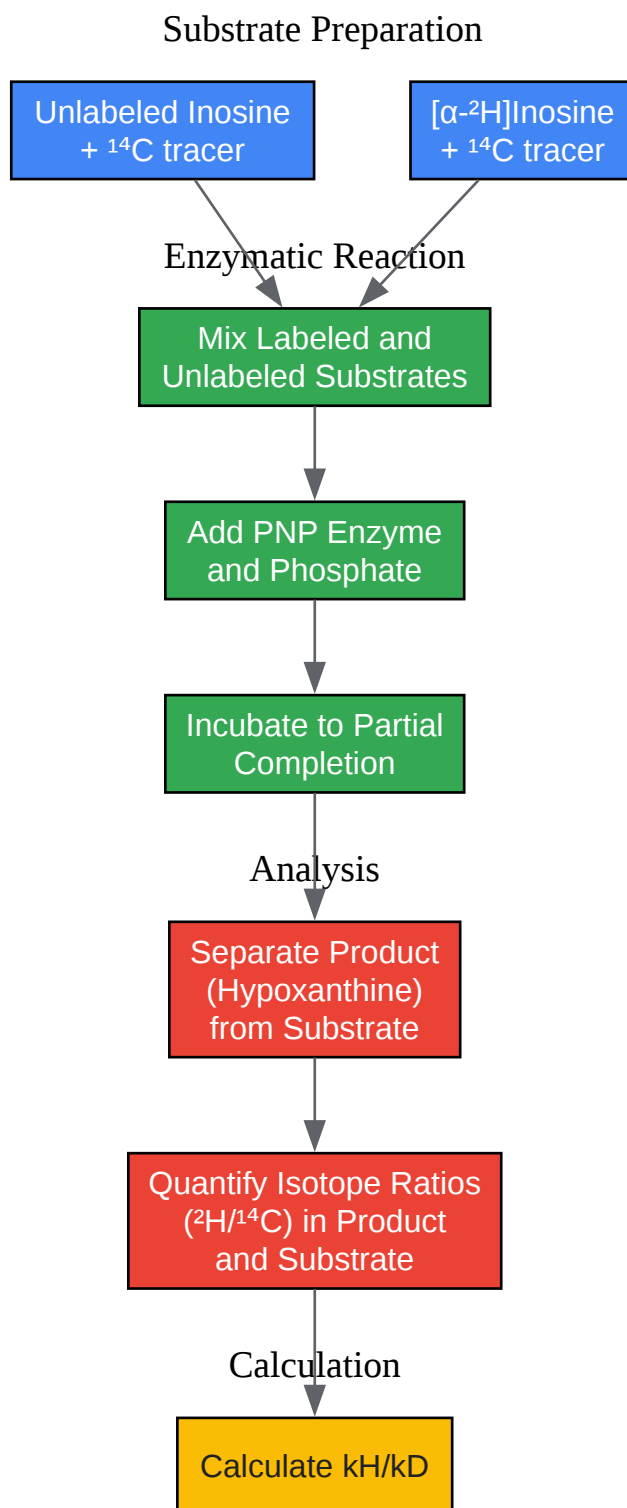 Substrate Preparation
Unlabeled Inosine
+ ¹⁴C tracer
[α-²H]Inosine
+ ¹⁴C tracer
Enzymatic Reaction
Mix Labeled and
Unlabeled Substrates
Add PNP Enzyme
and Phosphate
Incubate to Partial
Completion
Analysis
Separate Product
(Hypoxanthine)
from Substrate
Quantify Isotope Ratios
(²H/¹⁴C) in Product
and Substrate
Calculation
Calculate kH/kD